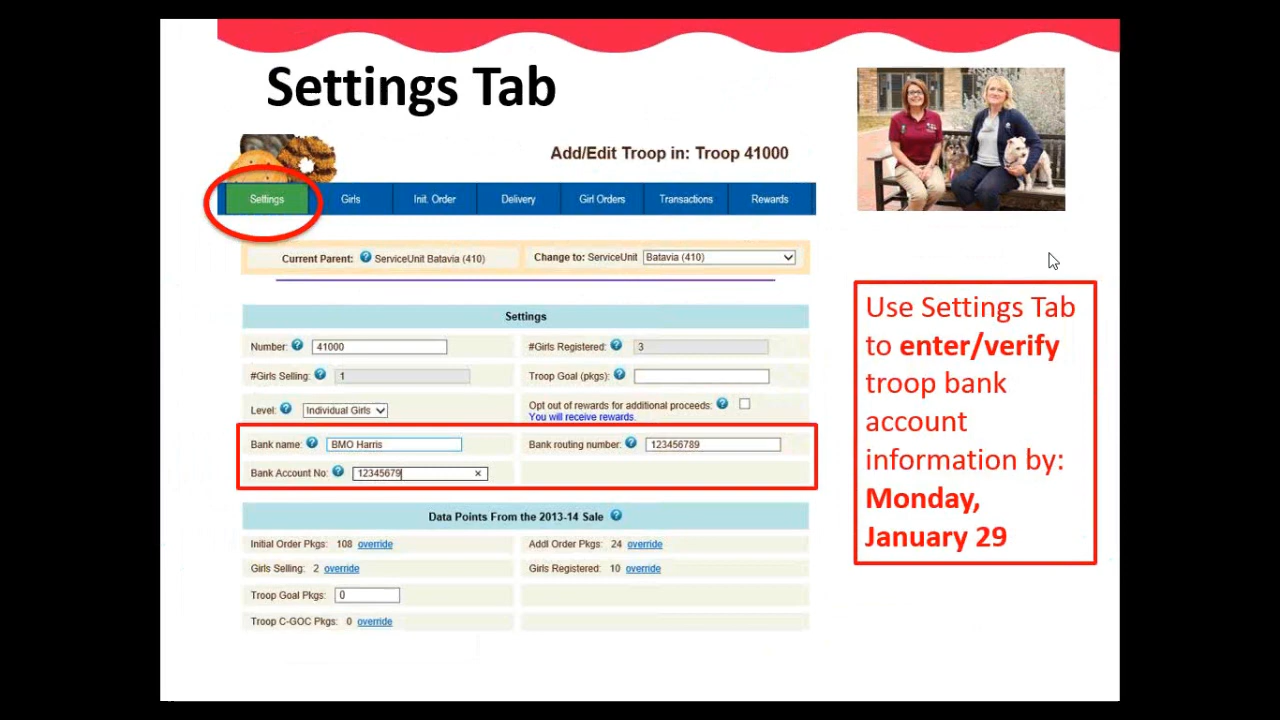 Settings Tab
Add/Edit Troop in: Troop 41000
Settings Girls Init. Order Delivery Girl Orders Transactions Rewards
Current Parent: ? ServiceUnit Batavia (410) Change to: ServiceUnit Batavia (410)
Settings
Number: ? 41000 #Girls Registered: ? 3
#Girls Selling: ? 1 Troop Goal (pkgs): ?
Level: ? Individual Girls Opt out of rewards for additional proceeds: ?
You will receive rewards.
Bank name: ? BMO Harris Bank routing number: ? 123456789
Bank Account No: ? 12345679 ×
Data Points From the 2013-14 Sale ?
Initial Order Pkgs: 108 override Addl Order Pkgs: 24 override
Girls Selling: 2 override Girls Registered: 10 override
Troop Goal Pkgs: 0
Troop C-GOC Pkgs: 0 override
Use Settings Tab
to enter/verify
troop bank
account
information by:
Monday,
January 29